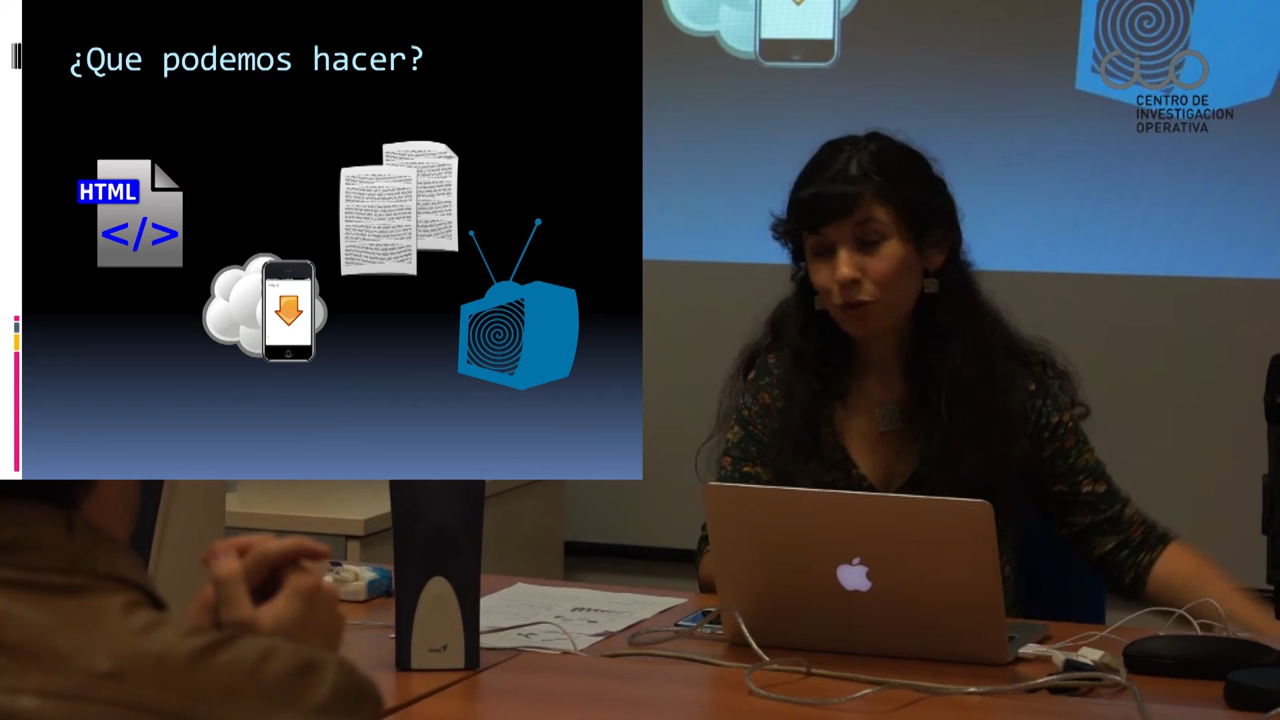 ¿Que podemos hacer?
HTML
</>
CENTRO DE
INVESTIGACION
OPERATIVA